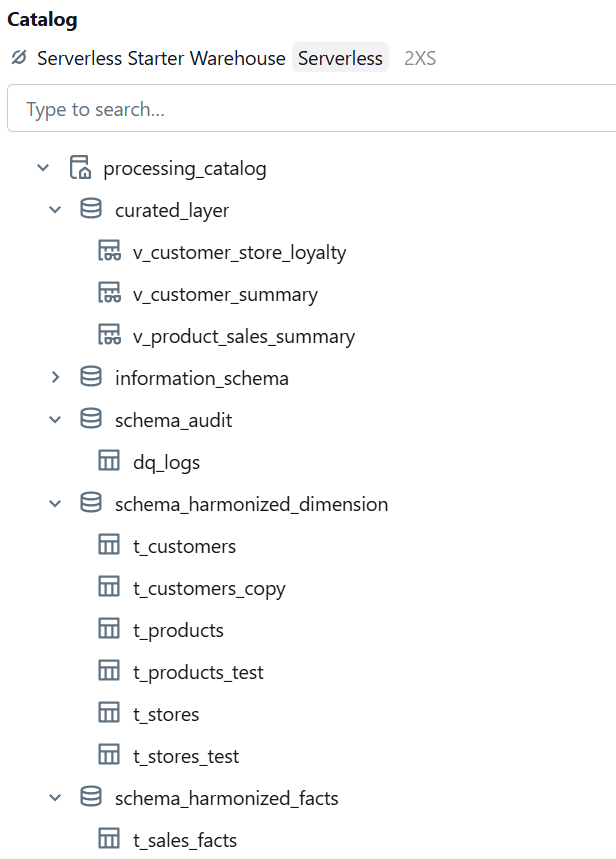 Catalog
Serverless Starter Warehouse Serverless 2XS
Type to search...
processing_catalog
curated_layer
v_customer_store_loyalty
v_customer_summary
v_product_sales_summary
information_schema
schema_audit
dq_logs
schema_harmonized_dimension
t_customers
t_customers_copy
t_products
t_products_test
t_stores
t_stores_test
schema_harmonized_facts
t_sales_facts